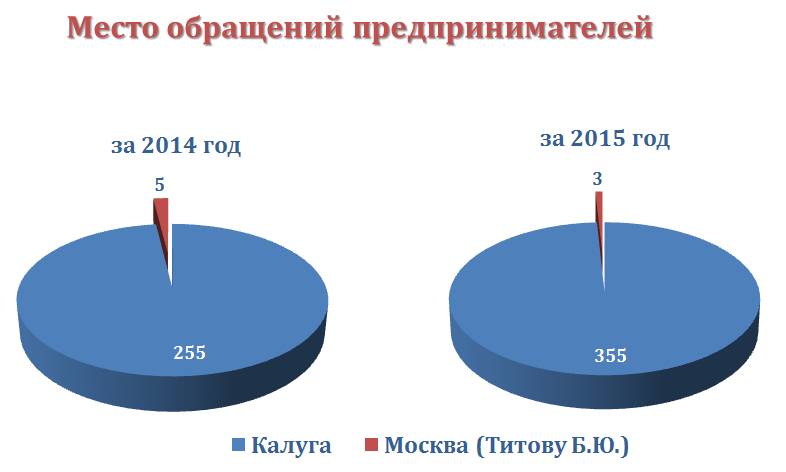 Место обращений предпринимателей
за 2014 год
5
255
за 2015 год
3
355
Калуга
Москва (Титову Б.Ю.)